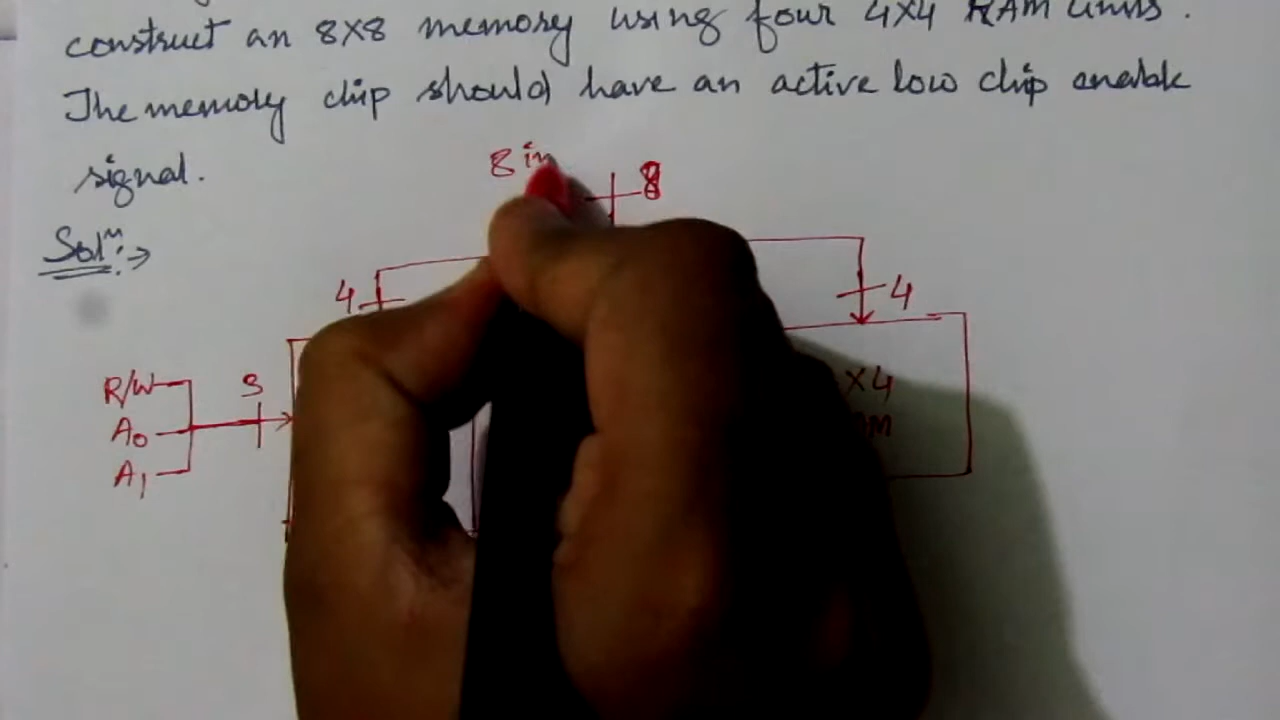 construct an 8X8 memory using four 4X4 RAM units.
The memory chip should have an active low chip enable
signal.
8 in
8
Solⁿ:→
4
4
R/W
3
X4
A0
A1